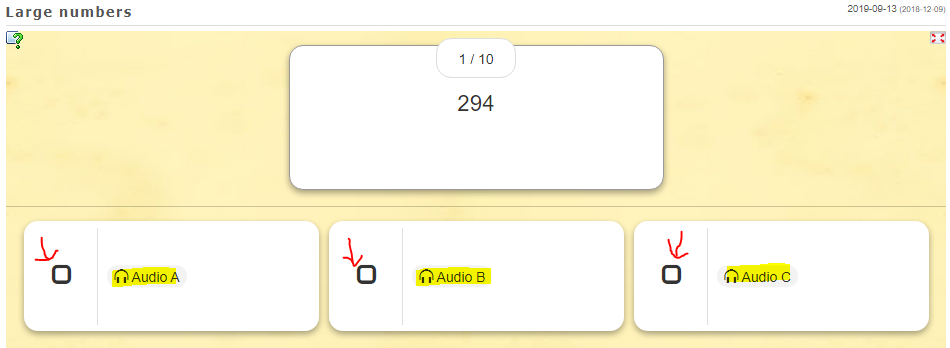 Large numbers
2019-09-13 (2018-12-09)
1 / 10
294
Audio A
Audio B
Audio C